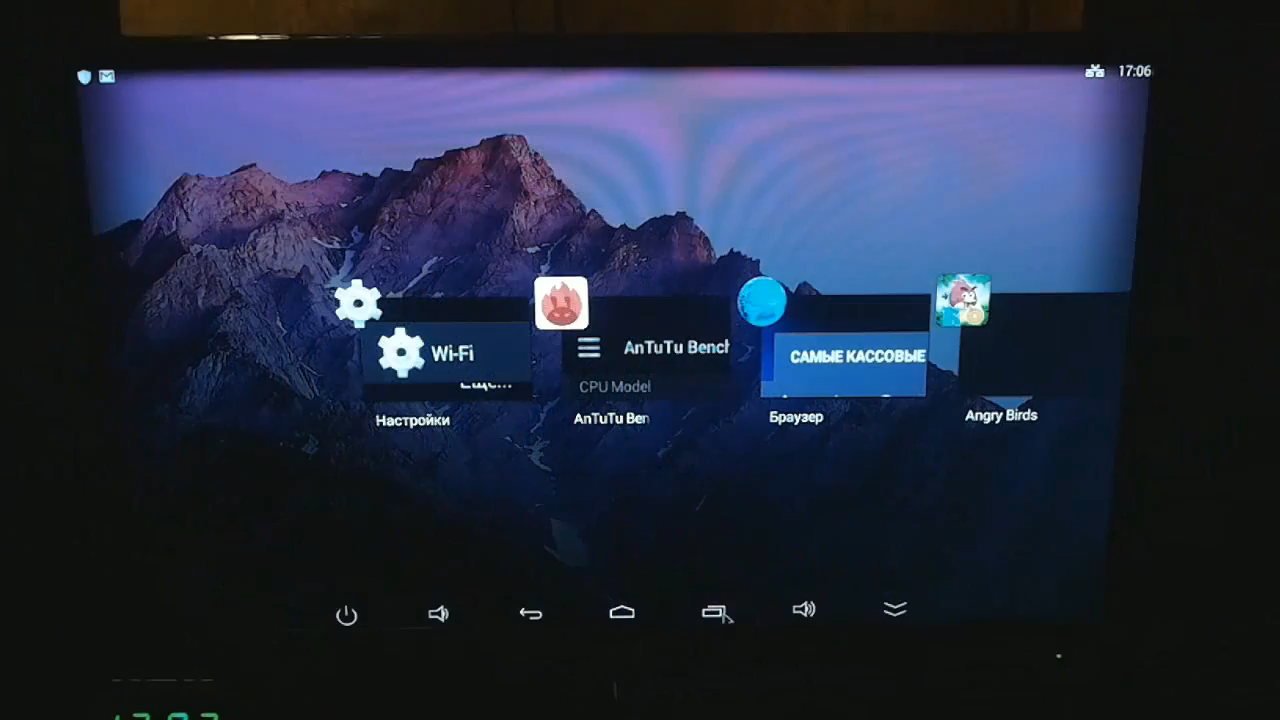 17:06
Wi-Fi
AnTuTu Bench
САМЫЕ КАССОВЫЕ
CPU Model
Настройки
AnTuTu Ben
Браузер
Angry Birds